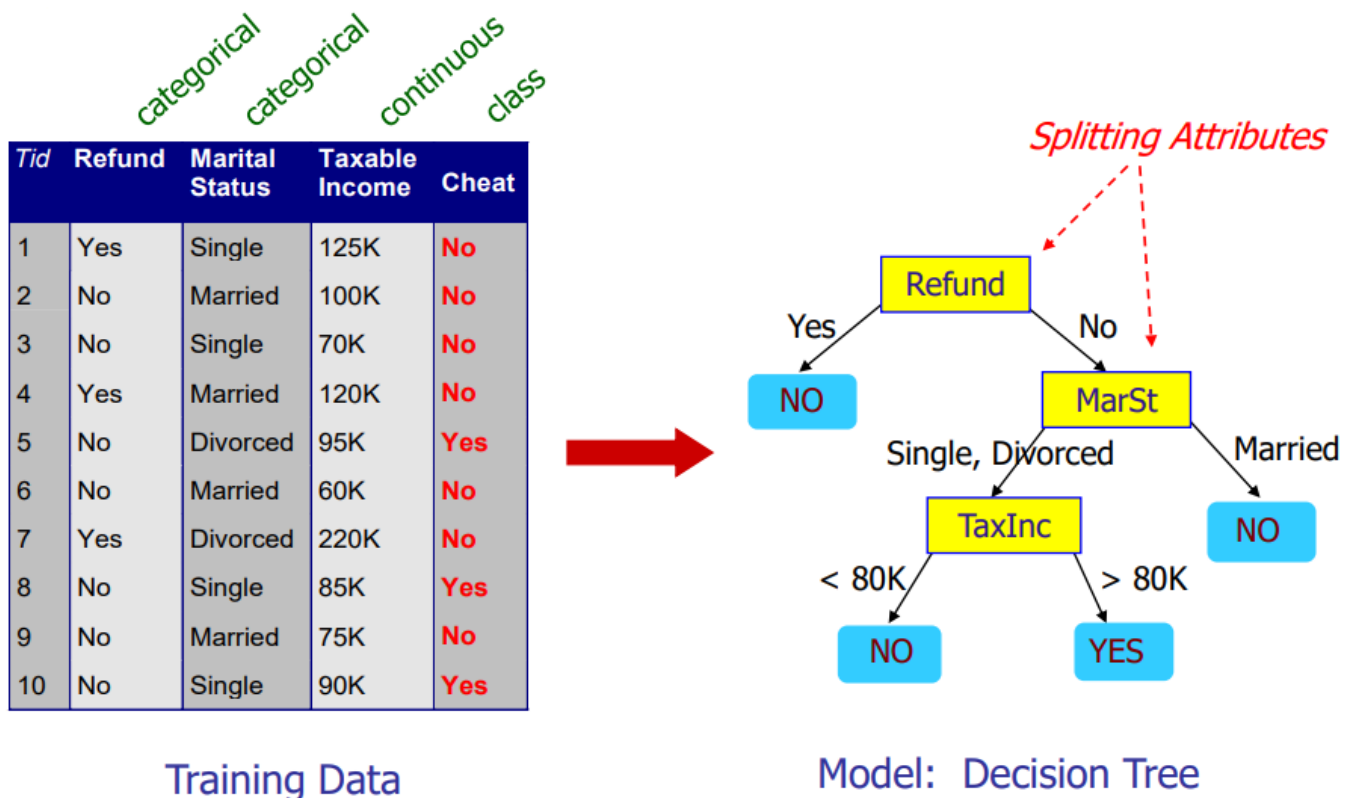 categorical
categorical
continuous
class
Tid Refund Marital Status Taxable Income Cheat
1 Yes Single 125K No
2 No Married 100K No
3 No Single 70K No
4 Yes Married 120K No
5 No Divorced 95K Yes
6 No Married 60K No
7 Yes Divorced 220K No
8 No Single 85K Yes
9 No Married 75K No
10 No Single 90K Yes
Training Data
Splitting Attributes
Refund
Yes No
NO MarSt
Single, Divorced Married
TaxInc NO
< 80K > 80K
NO YES
Model: Decision Tree